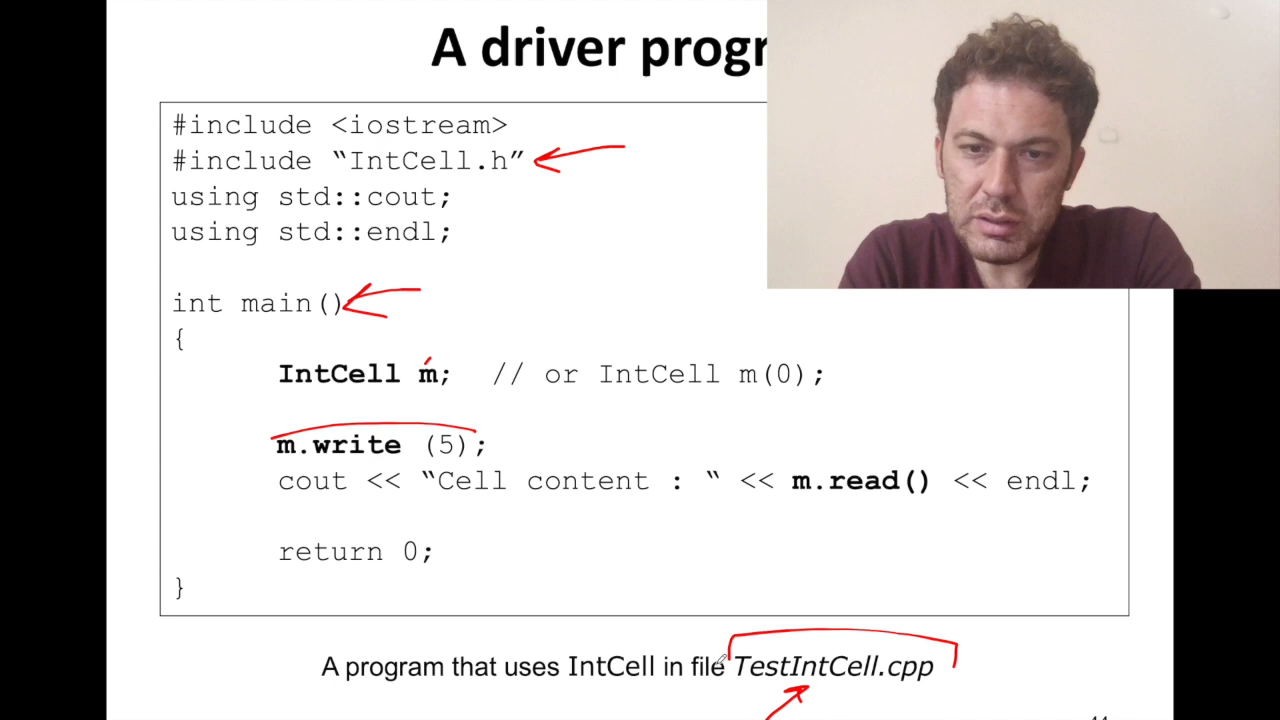 A driver progr
#include <iostream>
#include “IntCell.h”
using std::cout;
using std::endl;
int main()
{
IntCell m; // or IntCell m(0);
m.write (5);
cout << “Cell content : “ << m.read() << endl;
return 0;
}
A program that uses IntCell in file TestIntCell.cpp